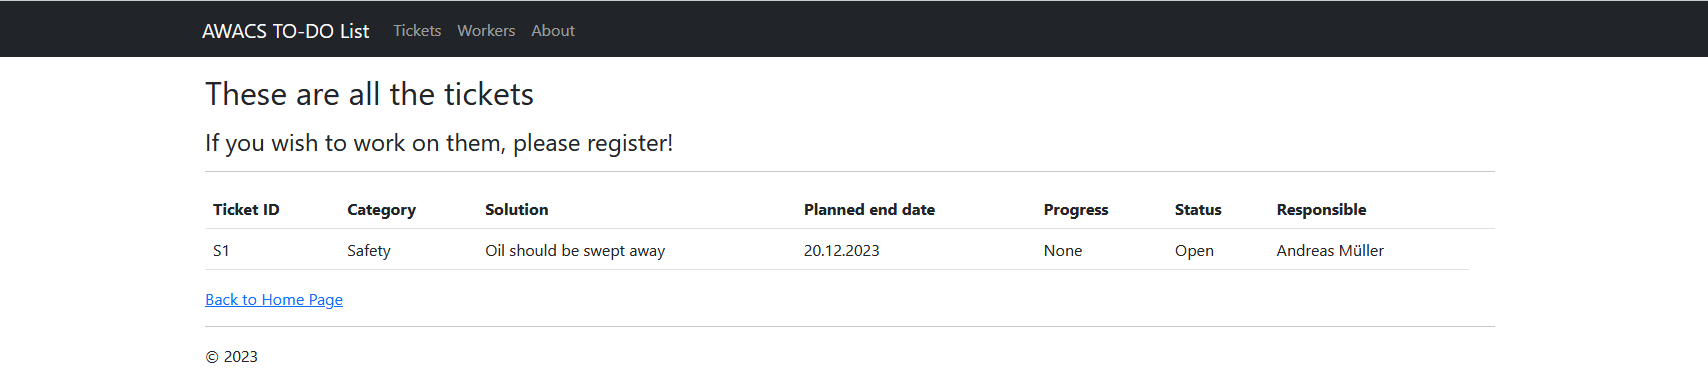 AWACS TO-DO List Tickets Workers About
These are all the tickets
If you wish to work on them, please register!
Ticket ID Category Solution Planned end date Progress Status Responsible
S1 Safety Oil should be swept away 20.12.2023 None Open Andreas Müller
Back to Home Page
© 2023